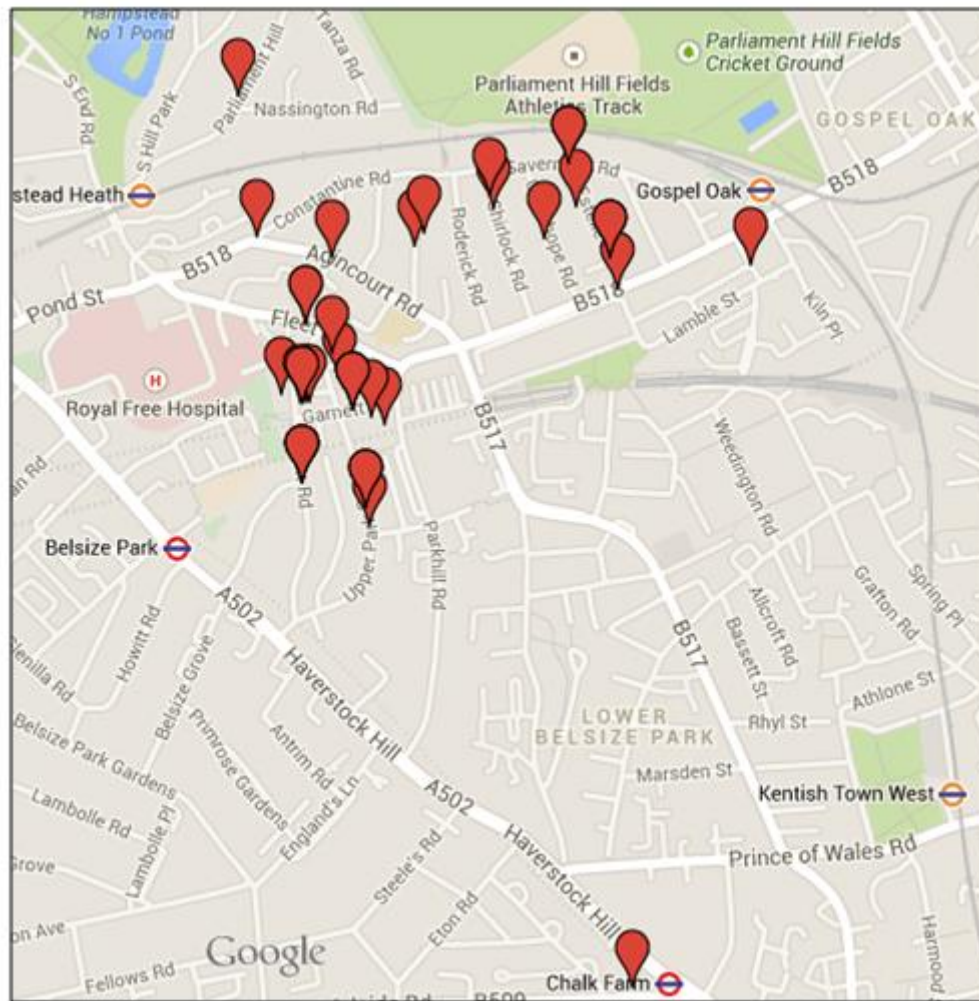 Hampstead
No 1 Pond
Tanza Rd
Parliament Hill
Parliament Hill Fields
Cricket Ground
S End Rd
S Hill Park
Nassington Rd
Parliament Hill Fields
Athletics Track
GOSPEL OAK
stead Heath
Constantine Rd
Gospel Oak
B518
B518
Agincourt Rd
Roderick Rd
Shirlock Rd
Rd
Pond St
B518
Lamble St
Kiln Pl
Fleet
Royal Free Hospital
H
Garnett
B517
Weedington Rd
Rd
Belsize Park
Upper Pa
Parkhill Rd
A502
Howitt Rd
Belsize Grove
Haverstock Hill
B517
Bassett St
Allcroft Rd
Grafton Rd
Spring Pl
Glenilla Rd
Athlone St
LOWER
BELSIZE PARK
Rhyl St
Belsize Park Gardens
Primrose Gardens
Antrim Rd
England's Ln
Marsden St
A502
Kentish Town West
Lambolle Rd
Lambolle Pl
Haverstock Hill
Prince of Wales Rd
Grove
Steele's Rd
Eton Rd
on Ave
Google
Fellows Rd
Chalk Farm
Harmood